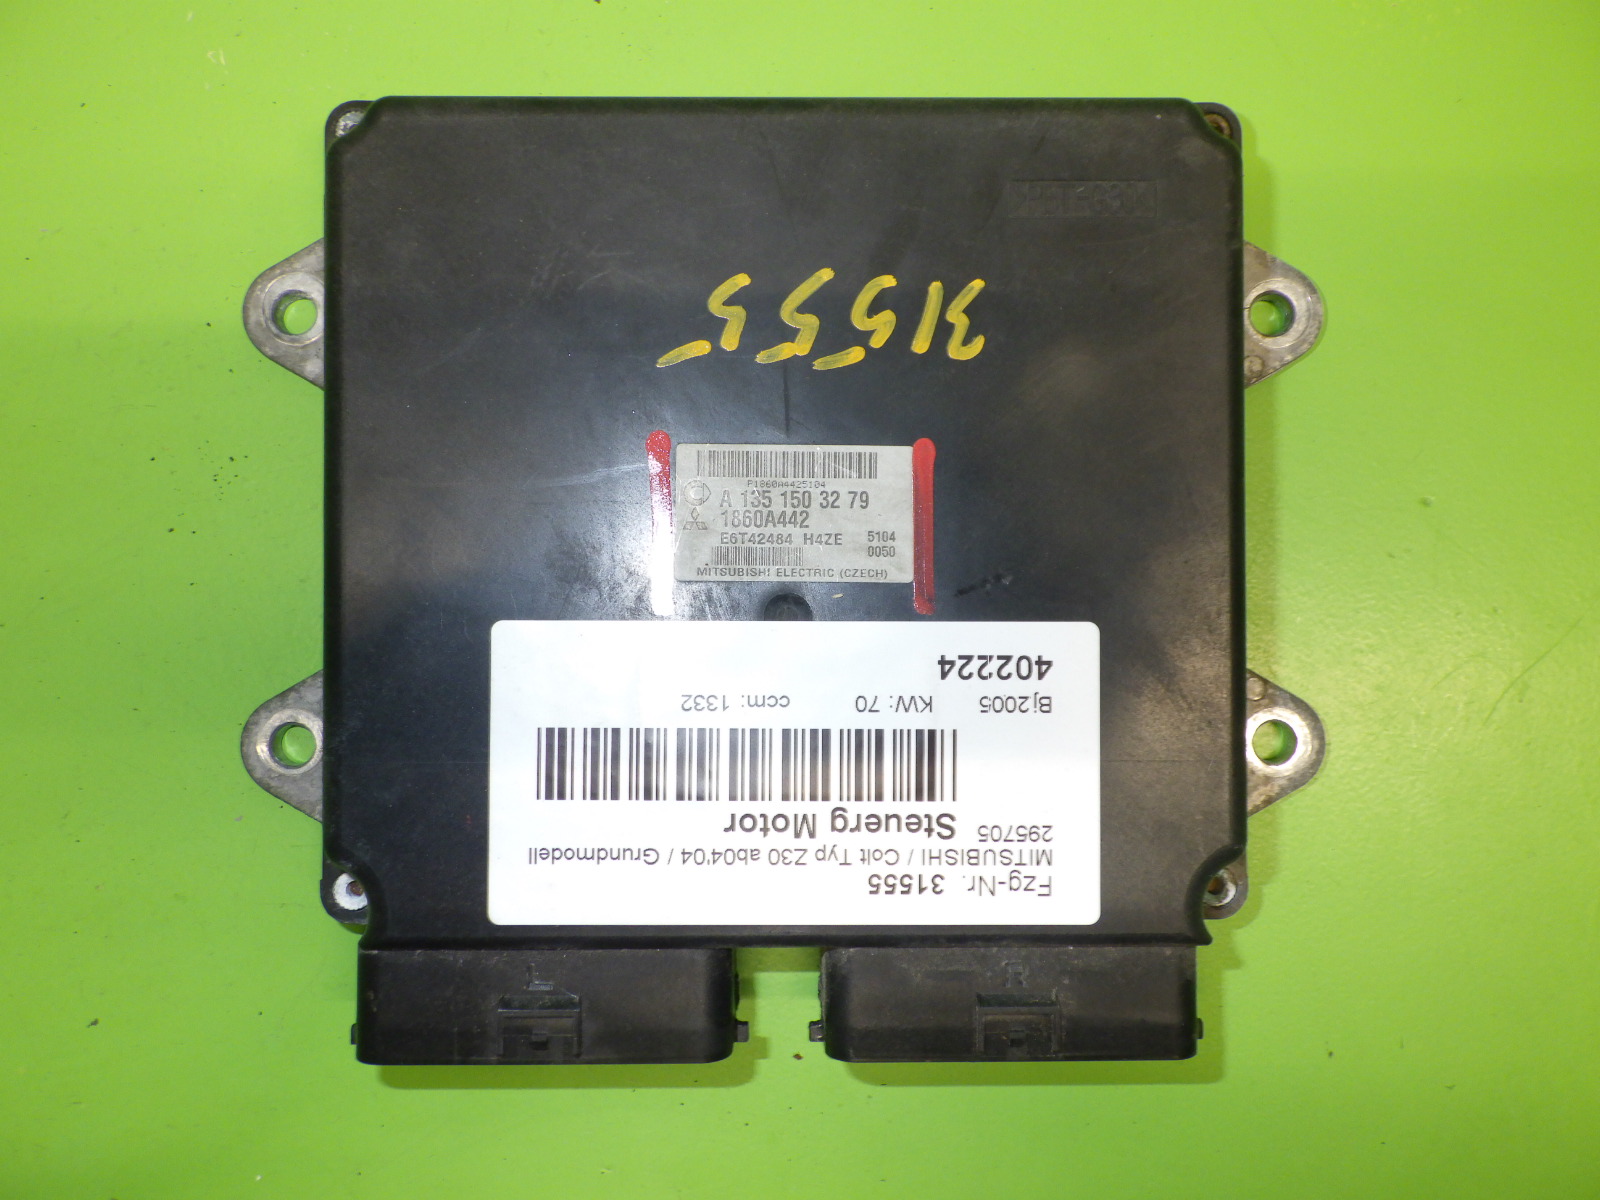 31555
P1860A4425104
A 135 150 32 79
1860A442
E6T42484 H4ZE 5104
0050
MITSUBISHI ELECTRIC (CZECH)
Fzg-Nr. 31555
MITSUBISHI / Colt Typ Z30 ab04'04 / Grundmodell
295705 Steuerg Motor
Bj.2005 KW: 70 ccm: 1332
402224
L
R